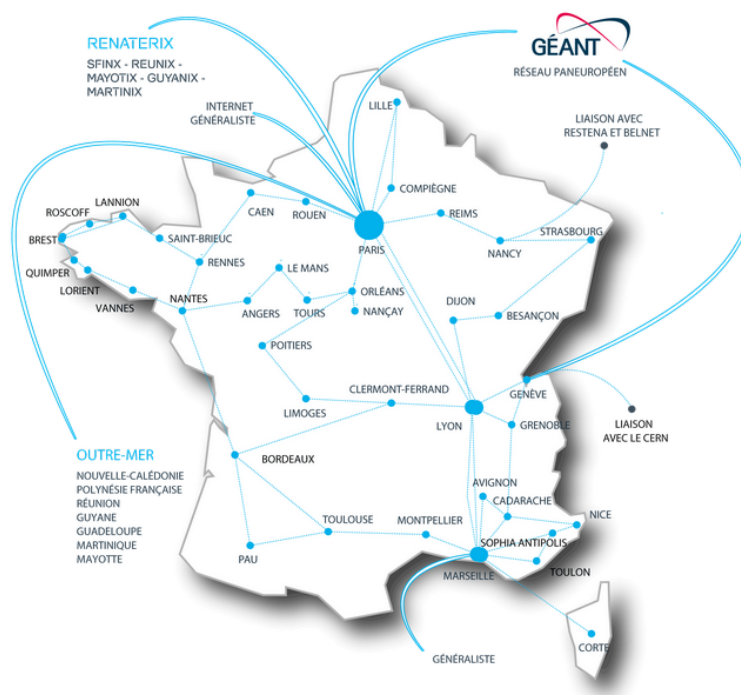 RENATERIX
SFINX - REUNIX -
MAYOTIX - GUYANIX -
MARTINIX
GÉANT
RÉSEAU PANEUROPÉEN
INTERNET
GÉNÉRALISTE
LILLE
LIAISON AVEC
RESTENA ET BELNET
COMPIÈGNE
LANNION
ROSCOFF
CAEN
ROUEN
REIMS
STRASBOURG
BREST
SAINT-BRIEUC
PARIS
NANCY
QUIMPER
RENNES
LE MANS
LORIENT
ORLÉANS
VANNES
NANTES
ANGERS
TOURS
NANÇAY
DIJON
BESANÇON
POITIERS
CLERMONT-FERRAND
GENÈVE
LIMOGES
LYON
GRENOBLE
LIAISON
AVEC LE CERN
OUTRE-MER
NOUVELLE-CALÉDONIE
POLYNÉSIE FRANÇAISE
RÉUNION
GUYANE
GUADELOUPE
MARTINIQUE
MAYOTTE
BORDEAUX
AVIGNON
CADARACHE
NICE
TOULOUSE
MONTPELLIER
SOPHIA ANTIPOLIS
PAU
MARSEILLE
TOULON
CORTE
GÉNÉRALISTE